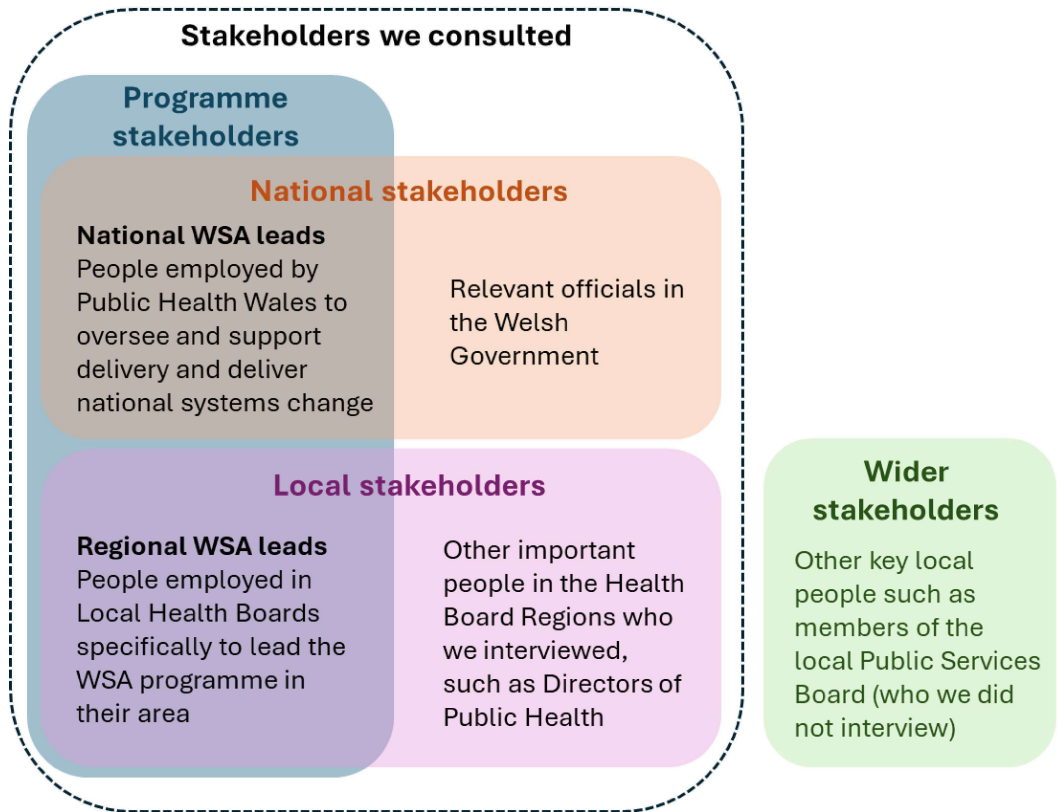 Stakeholders we consulted
Programme
stakeholders
National stakeholders
National WSA leads
People employed by
Public Health Wales to
oversee and support
delivery and deliver
national systems change
Relevant officials in
the Welsh
Government
Local stakeholders
Regional WSA leads
People employed in
Local Health Boards
specifically to lead the
WSA programme in
their area
Other important
people in the Health
Board Regions who
we interviewed,
such as Directors of
Public Health
Wider
stakeholders
Other key local
people such as
members of the
local Public Services
Board (who we did
not interview)